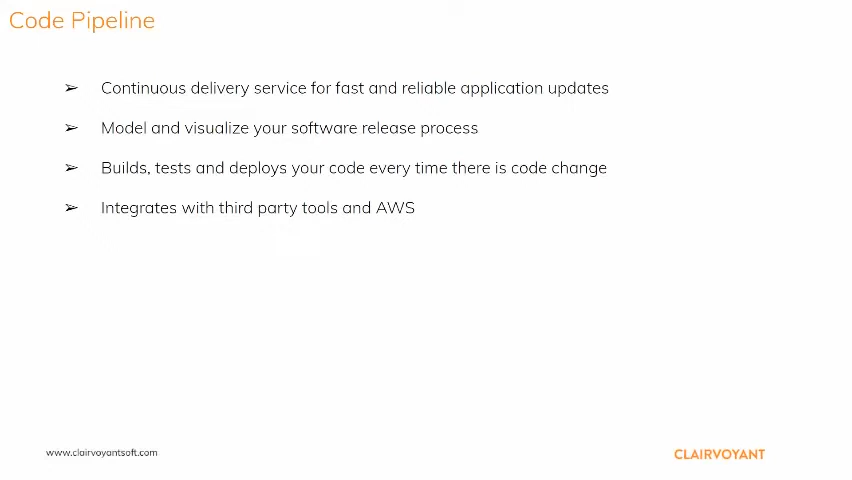 Code Pipeline
➢ Continuous delivery service for fast and reliable application updates
➢ Model and visualize your software release process
➢ Builds, tests and deploys your code every time there is code change
➢ Integrates with third party tools and AWS
www.clairvoyantsoft.com
CLAIRVOYANT